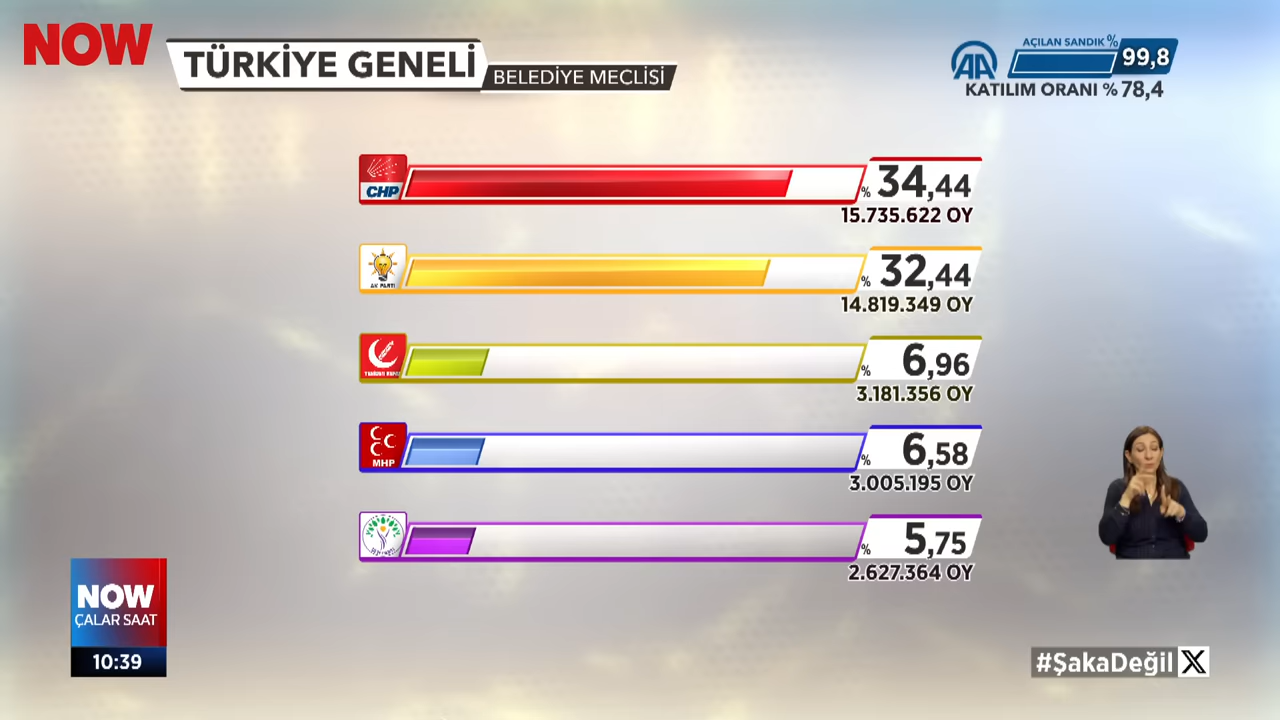 NOW
TÜRKİYE GENELİ
BELEDİYE MECLİSİ
AA
AÇILAN SANDIK % 99,8
KATILIM ORANI % 78,4
CHP
% 34,44
15.735.622 OY
AK PARTİ
% 32,44
14.819.349 OY
% 6,96
3.181.356 OY
MHP
% 6,58
3.005.195 OY
% 5,75
2.627.364 OY
NOW
ÇALAR SAAT
10:39
#ŞakaDeğil X